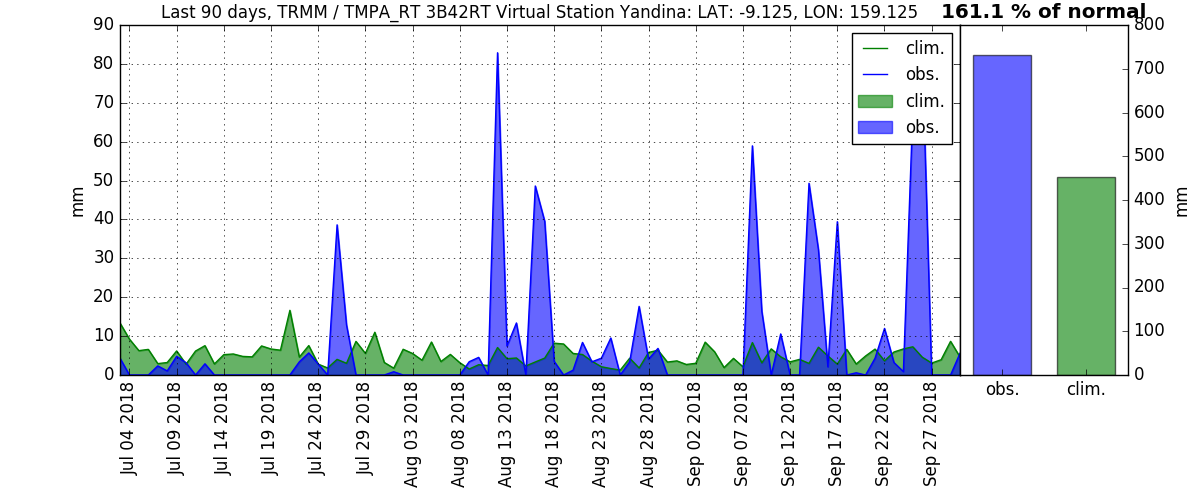 Last 90 days, TRMM / TMPA_RT 3B42RT Virtual Station Yandina: LAT: -9.125, LON: 159.125
161.1 % of normal
90
80
70
60
50
40
30
20
10
0
mm
clim.
obs.
clim.
obs.
Jul 04 2018
Jul 09 2018
Jul 14 2018
Jul 19 2018
Jul 24 2018
Jul 29 2018
Aug 03 2018
Aug 08 2018
Aug 13 2018
Aug 18 2018
Aug 23 2018
Aug 28 2018
Sep 02 2018
Sep 07 2018
Sep 12 2018
Sep 17 2018
Sep 22 2018
Sep 27 2018
800
700
600
500
400
300
200
100
0
mm
obs.
clim.